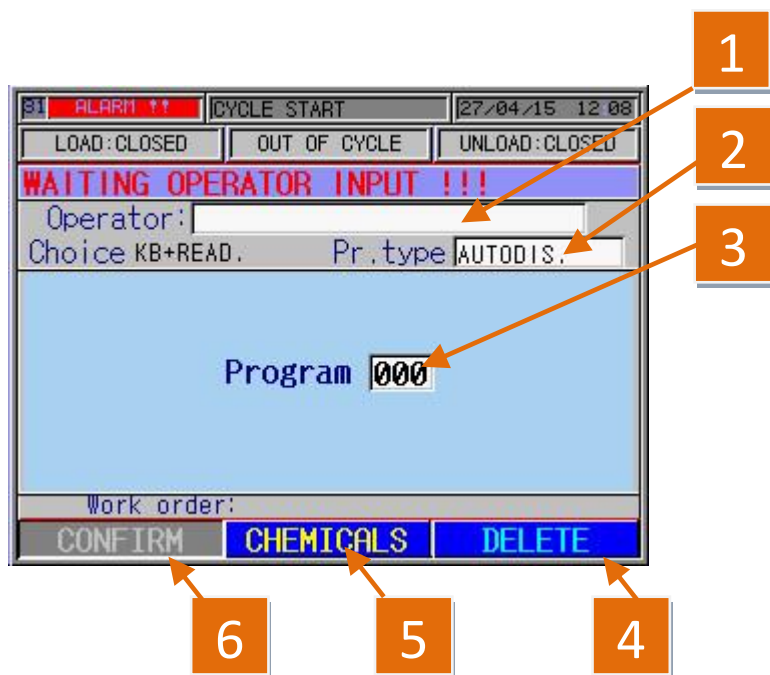 1
81 ALARM !! CYCLE START 27/04/15 12:08
LOAD:CLOSED OUT OF CYCLE UNLOAD:CLOSED
2
WAITING OPERATOR INPUT !!!
Operator:
Choice KB+READ. Pr.type AUTODIS.
3
Program 000
Work order:
CONFIRM CHEMICALS DELETE
6 5 4